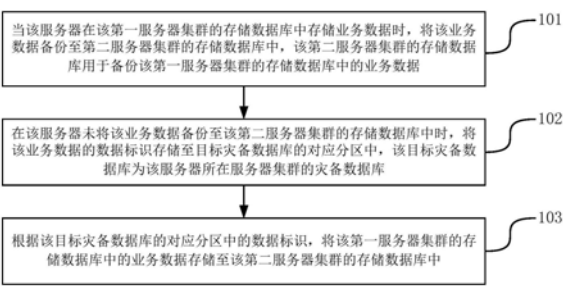 当该服务器在该第一服务器集群的存储数据库中存储业务数据时，将该业务
数据备份至第二服务器集群的存储数据库中，该第二服务器集群的存储数据
库用于备份该第一服务器集群的存储数据库中的业务数据
101
在该服务器未将该业务数据备份至该第二服务器集群的存储数据库中时，将
该业务数据的数据标识存储至目标灾备数据库的对应分区中，该目标灾备数
据库为该服务器所在服务器集群的灾备数据库
102
根据该目标灾备数据库的对应分区中的数据标识，将该第一服务器集群的存
储数据库中的业务数据存储至该第二服务器集群的存储数据库中
103